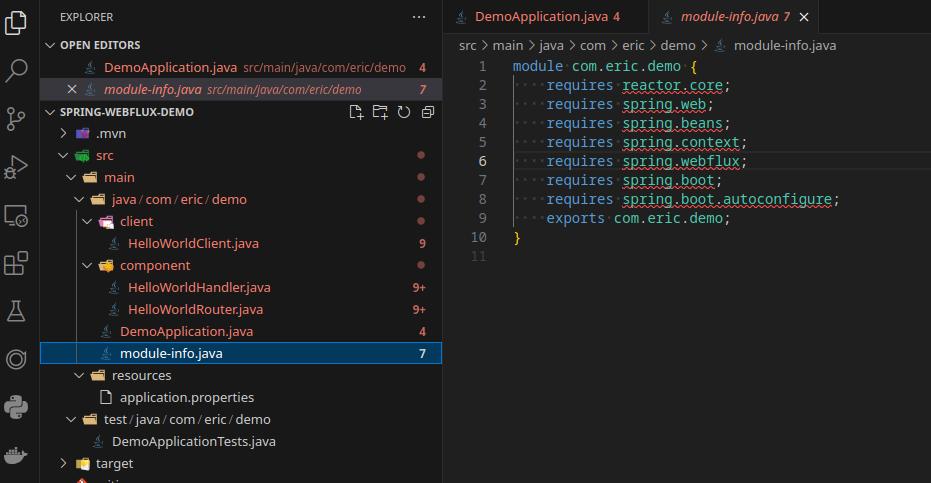 EXPLORER
OPEN EDITORS
DemoApplication.java src/main/java/com/eric/demo 4
module-info.java src/main/java/com/eric/demo 7
SPRING-WEBFLUX-DEMO
.mvn
src
main
java/com/eric/demo
client
HelloWorldClient.java 9
component
HelloWorldHandler.java 9+
HelloWorldRouter.java 9+
DemoApplication.java 4
module-info.java 7
resources
application.properties
test/java/com/eric/demo
DemoApplicationTests.java
target
DemoApplication.java 4 module-info.java 7
src > main > java > com > eric > demo > module-info.java
1 module com.eric.demo {
2 requires reactor.core;
3 requires spring.web;
4 requires spring.beans;
5 requires spring.context;
6 requires spring.webflux;
7 requires spring.boot;
8 requires spring.boot.autoconfigure;
9 exports com.eric.demo;
10 }
11